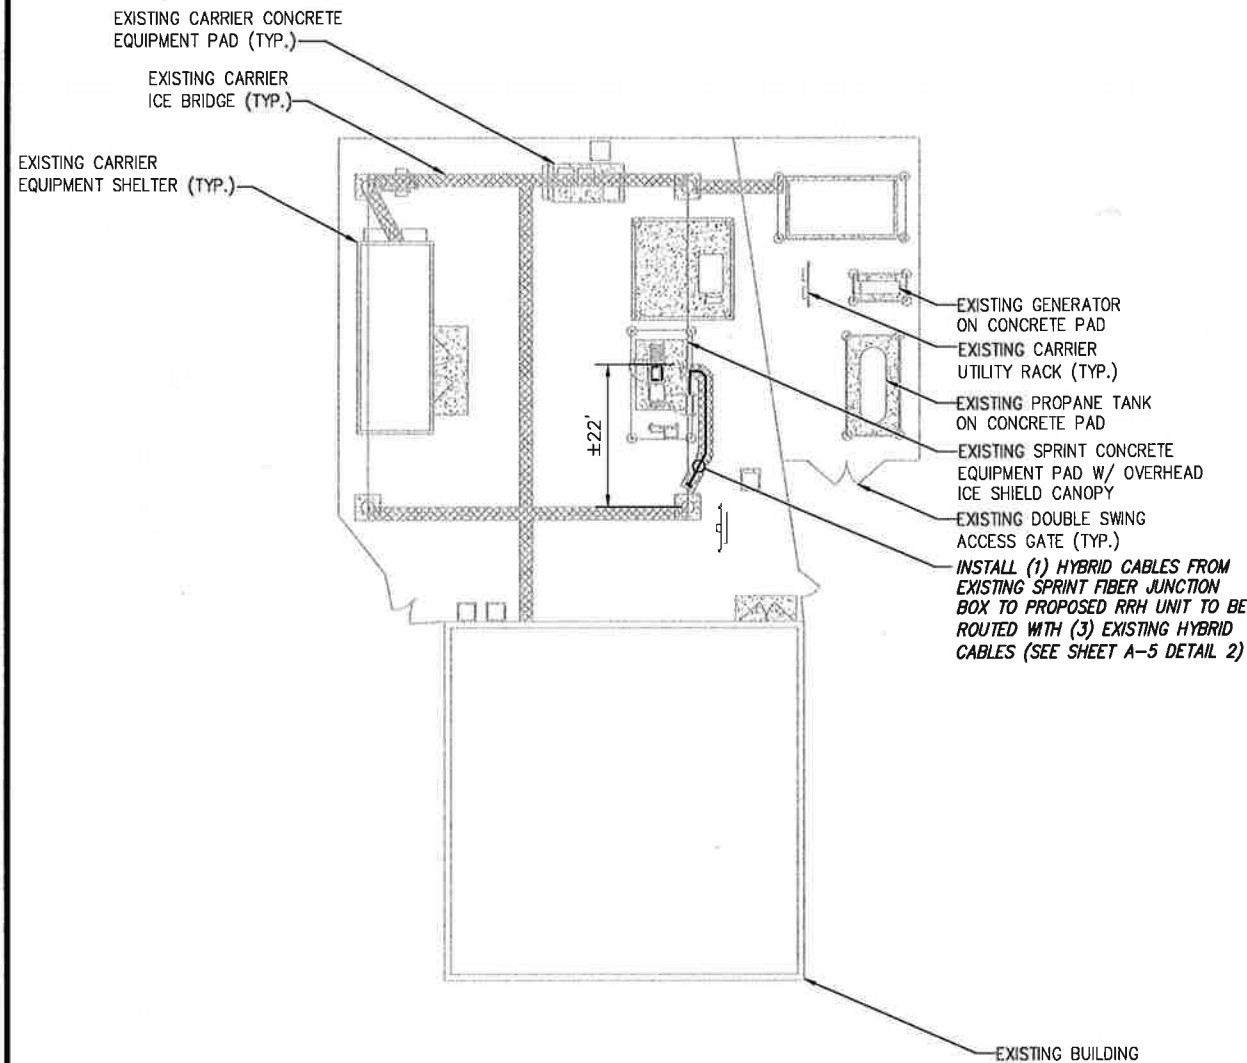 EXISTING CARRIER CONCRETE
EQUIPMENT PAD (TYP.)
EXISTING CARRIER
ICE BRIDGE (TYP.)
EXISTING CARRIER
EQUIPMENT SHELTER (TYP.)
±22'
EXISTING GENERATOR
ON CONCRETE PAD
EXISTING CARRIER
UTILITY RACK (TYP.)
EXISTING PROPANE TANK
ON CONCRETE PAD
EXISTING SPRINT CONCRETE
EQUIPMENT PAD W/ OVERHEAD
ICE SHIELD CANOPY
EXISTING DOUBLE SWING
ACCESS GATE (TYP.)
INSTALL (1) HYBRID CABLES FROM
EXISTING SPRINT FIBER JUNCTION
BOX TO PROPOSED RRH UNIT TO BE
ROUTED WITH (3) EXISTING HYBRID
CABLES (SEE SHEET A-5 DETAIL 2)
EXISTING BUILDING